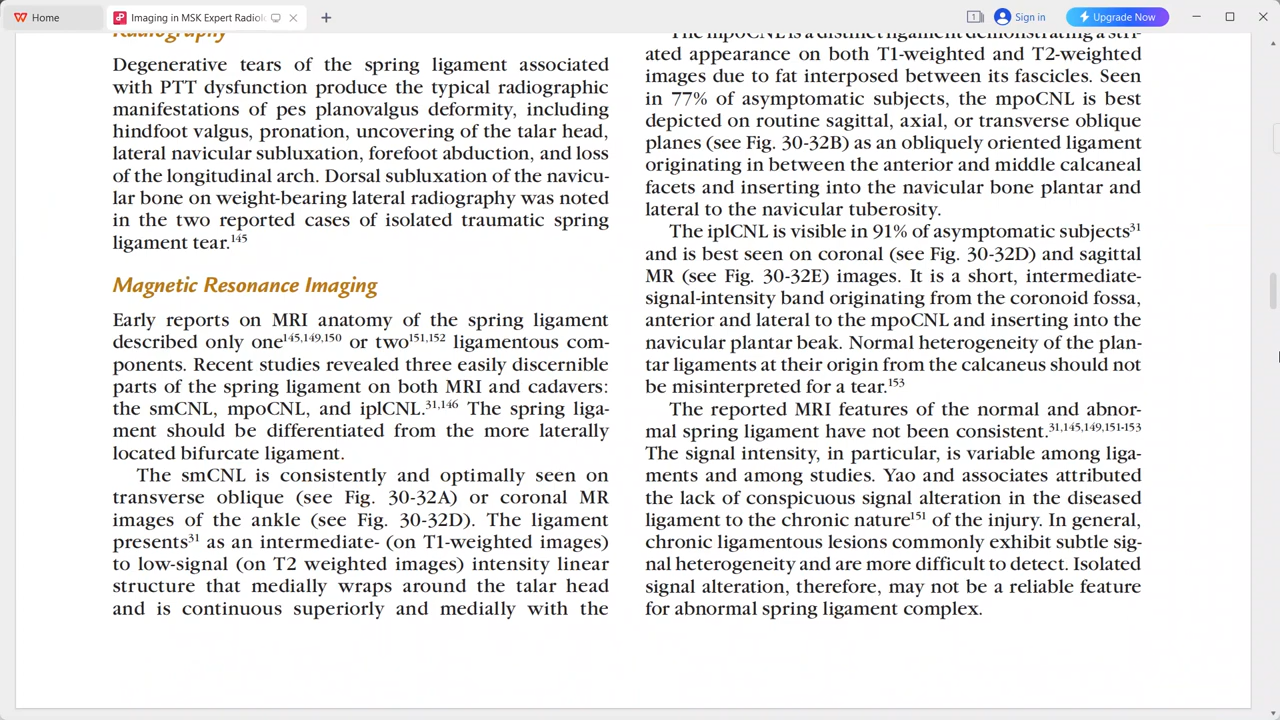 Home
Imaging in MSK Expert Radiolo
Sign in
Upgrade Now
Radiography
Degenerative tears of the spring ligament associated
with PTT dysfunction produce the typical radiographic
manifestations of pes planovalgus deformity, including
hindfoot valgus, pronation, uncovering of the talar head,
lateral navicular subluxation, forefoot abduction, and loss
of the longitudinal arch. Dorsal subluxation of the navicu-
lar bone on weight-bearing lateral radiography was noted
in the two reported cases of isolated traumatic spring
ligament tear.145
Magnetic Resonance Imaging
Early reports on MRI anatomy of the spring ligament
described only one145,149,150 or two151,152 ligamentous com-
ponents. Recent studies revealed three easily discernible
parts of the spring ligament on both MRI and cadavers:
the smCNL, mpoCNL, and iplCNL.31,146 The spring liga-
ment should be differentiated from the more laterally
located bifurcate ligament.
The smCNL is consistently and optimally seen on
transverse oblique (see Fig. 30-32A) or coronal MR
images of the ankle (see Fig. 30-32D). The ligament
presents31 as an intermediate- (on T1-weighted images)
to low-signal (on T2 weighted images) intensity linear
structure that medially wraps around the talar head
and is continuous superiorly and medially with the
The mpoCNL is a distinct ligament demonstrating a stri-
ated appearance on both T1-weighted and T2-weighted
images due to fat interposed between its fascicles. Seen
in 77% of asymptomatic subjects, the mpoCNL is best
depicted on routine sagittal, axial, or transverse oblique
planes (see Fig. 30-32B) as an obliquely oriented ligament
originating in between the anterior and middle calcaneal
facets and inserting into the navicular bone plantar and
lateral to the navicular tuberosity.
The iplCNL is visible in 91% of asymptomatic subjects31
and is best seen on coronal (see Fig. 30-32D) and sagittal
MR (see Fig. 30-32E) images. It is a short, intermediate-
signal-intensity band originating from the coronoid fossa,
anterior and lateral to the mpoCNL and inserting into the
navicular plantar beak. Normal heterogeneity of the plan-
tar ligaments at their origin from the calcaneus should not
be misinterpreted for a tear.153
The reported MRI features of the normal and abnor-
mal spring ligament have not been consistent.31,145,149,151-153
The signal intensity, in particular, is variable among liga-
ments and among studies. Yao and associates attributed
the lack of conspicuous signal alteration in the diseased
ligament to the chronic nature151 of the injury. In general,
chronic ligamentous lesions commonly exhibit subtle sig-
nal heterogeneity and are more difficult to detect. Isolated
signal alteration, therefore, may not be a reliable feature
for abnormal spring ligament complex.